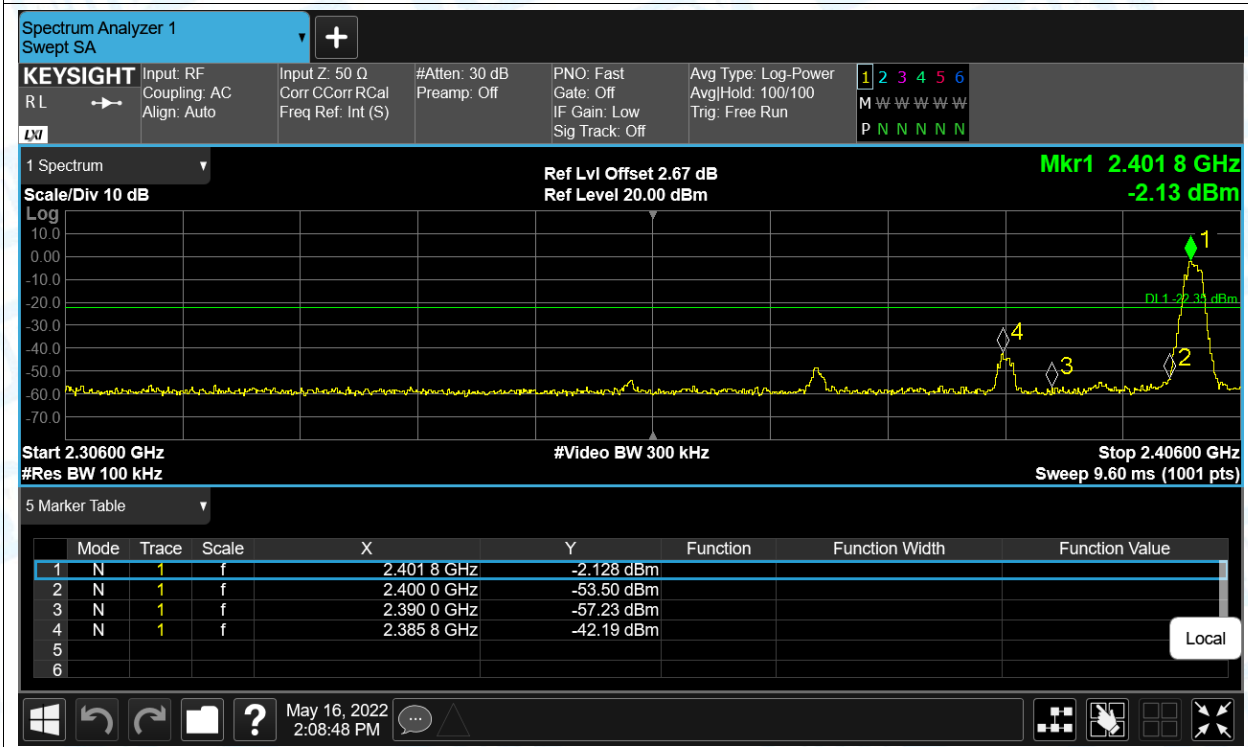 Spectrum Analyzer 1
Swept SA
KEYSIGHT Input: RF Input Z: 50 Ω #Atten: 30 dB PNO: Fast Avg Type: Log-Power 1 2 3 4 5 6
RL Coupling: AC Corr CCorr RCal Preamp: Off Gate: Off Avg|Hold: 100/100 M W W W W W
Align: Auto Freq Ref: Int (S) IF Gain: Low Trig: Free Run
LXI Sig Track: Off P N N N N N
1 Spectrum Ref Lvl Offset 2.67 dB Mkr1 2.401 8 GHz
Scale/Div 10 dB Ref Level 20.00 dBm -2.13 dBm
Log
10.0
0.00
-10.0
-20.0
-30.0
-40.0
-50.0
-60.0
-70.0
1
DL1 -22.35 dBm
4
3
2
Start 2.30600 GHz #Video BW 300 kHz Stop 2.40600 GHz
#Res BW 100 kHz Sweep 9.60 ms (1001 pts)
5 Marker Table
Mode Trace Scale X Y Function Function Width Function Value
1 N 1 f 2.401 8 GHz -2.128 dBm
2 N 1 f 2.400 0 GHz -53.50 dBm
3 N 1 f 2.390 0 GHz -57.23 dBm
4 N 1 f 2.385 8 GHz -42.19 dBm
5
6
Local
? May 16, 2022
2:08:48 PM